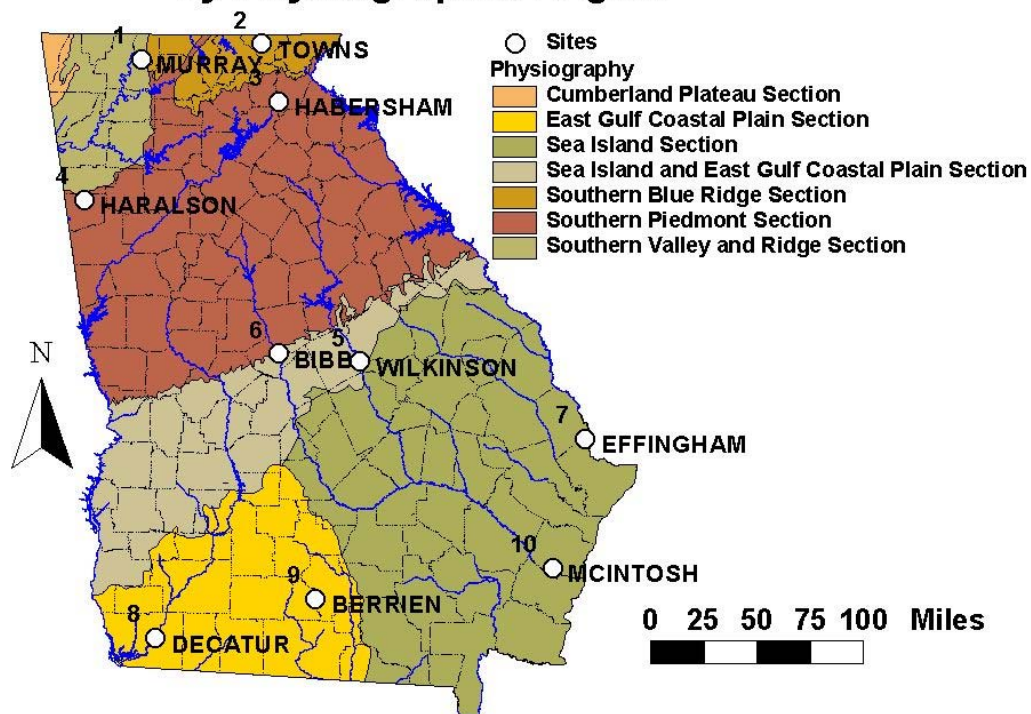 1
2
TOWNS
MURRAY
3
HABERSHAM
4
HARALSON
6
BIBB
5
WILKINSON
7
EFFINGHAM
10
MCINTOSH
9
BERRIEN
8
DECATUR
N
Sites
Physiography
Cumberland Plateau Section
East Gulf Coastal Plain Section
Sea Island Section
Sea Island and East Gulf Coastal Plain Section
Southern Blue Ridge Section
Southern Piedmont Section
Southern Valley and Ridge Section
0 25 50 75 100 Miles